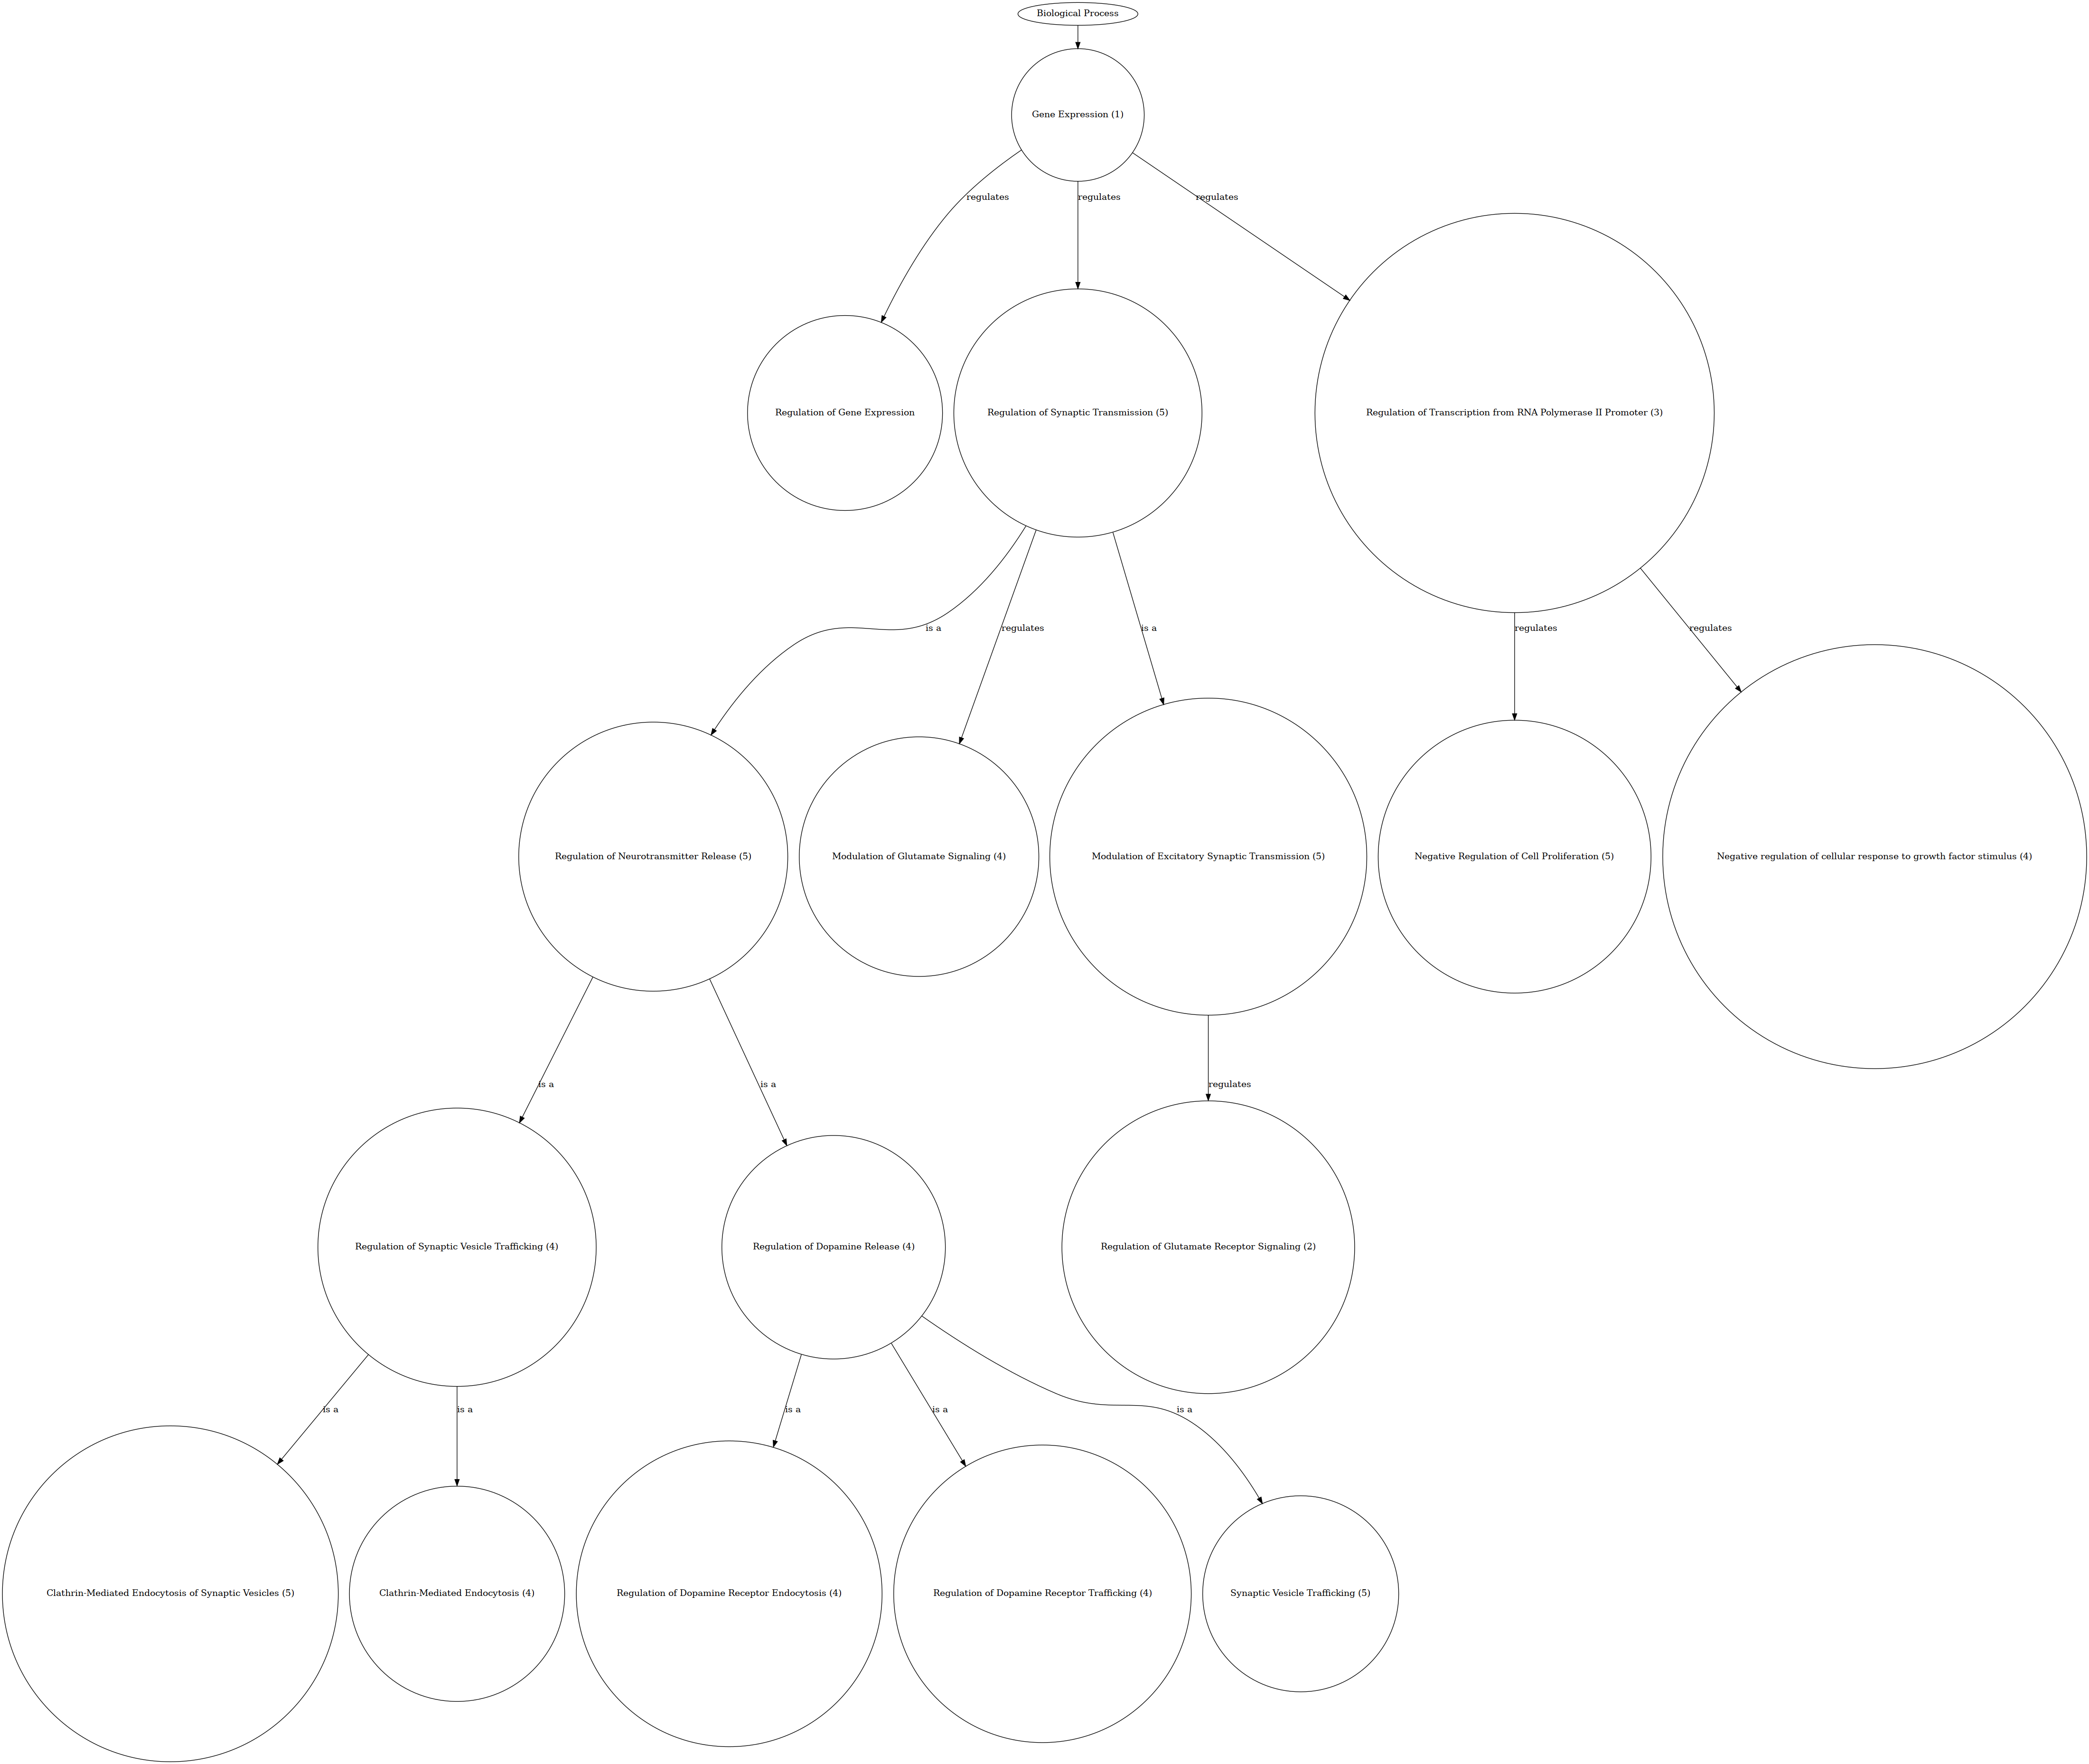 Biological Process
Gene Expression (1)
regulates
regulates
regulates
Regulation of Gene Expression
Regulation of Synaptic Transmission (5)
Regulation of Transcription from RNA Polymerase II Promoter (3)
is a
regulates
is a
regulates
regulates
Regulation of Neurotransmitter Release (5)
Modulation of Glutamate Signaling (4)
Modulation of Excitatory Synaptic Transmission (5)
Negative Regulation of Cell Proliferation (5)
Negative regulation of cellular response to growth factor stimulus (4)
is a
is a
regulates
Regulation of Synaptic Vesicle Trafficking (4)
Regulation of Dopamine Release (4)
Regulation of Glutamate Receptor Signaling (2)
is a
is a
is a
is a
is a
Clathrin-Mediated Endocytosis of Synaptic Vesicles (5)
Clathrin-Mediated Endocytosis (4)
Regulation of Dopamine Receptor Endocytosis (4)
Regulation of Dopamine Receptor Trafficking (4)
Synaptic Vesicle Trafficking (5)